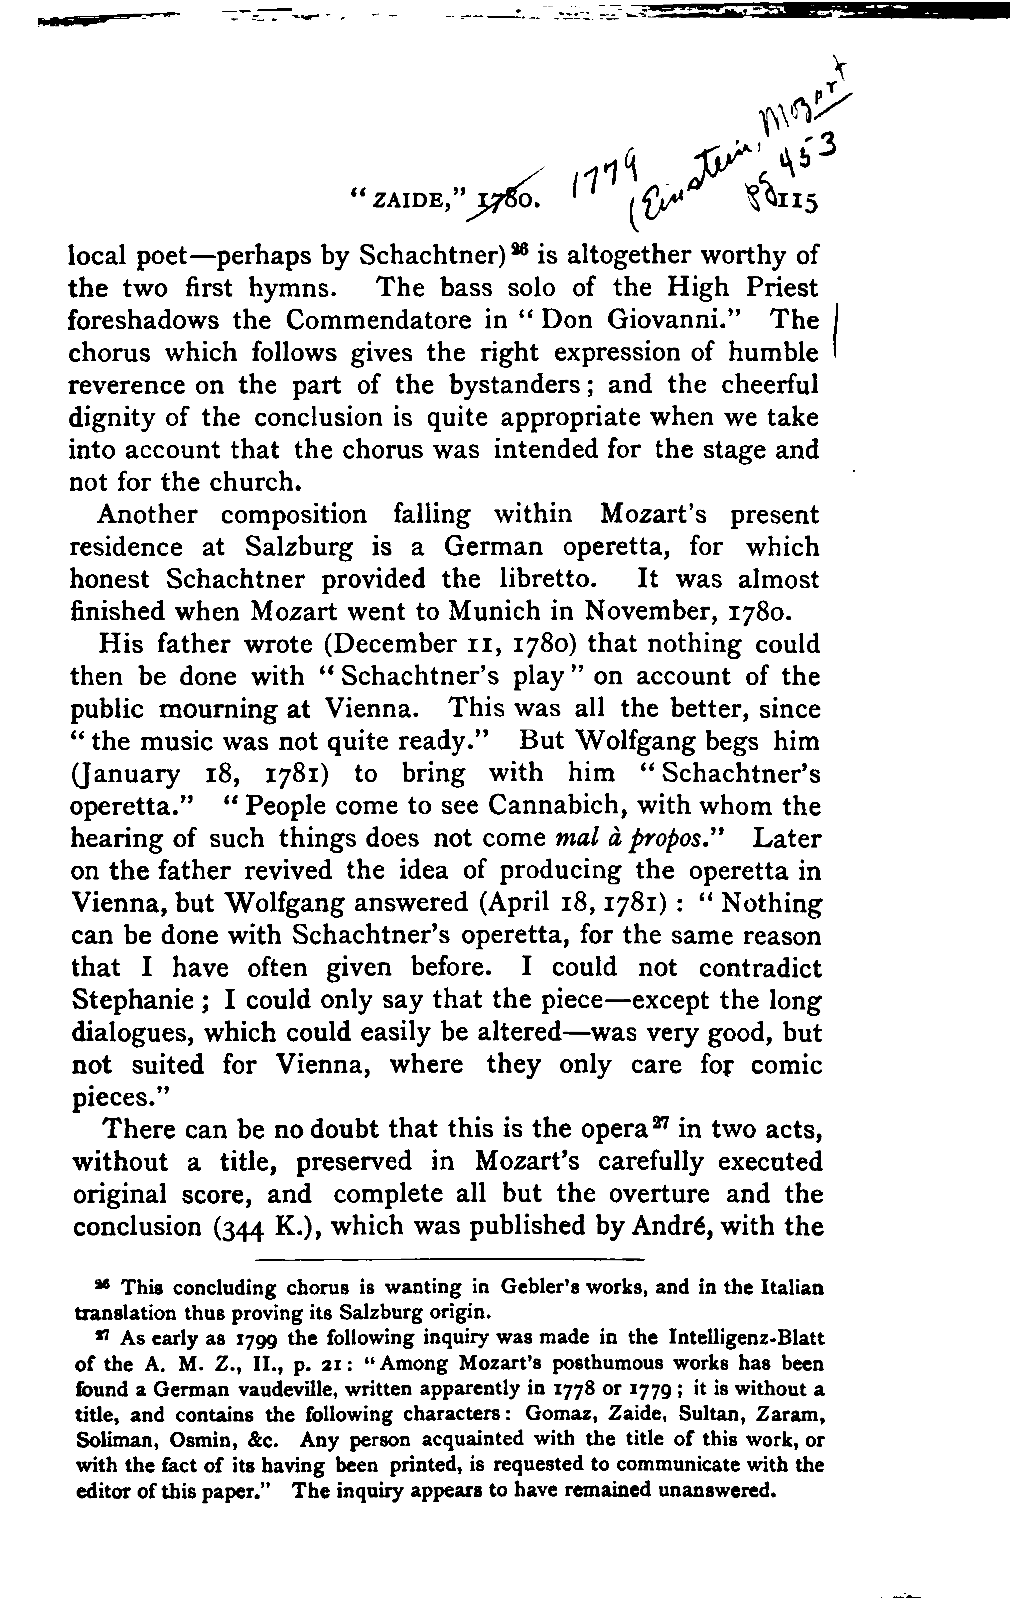 "ZAIDE," 1780. 1779 (Einstein, Mozart
pg 453
115
local poet—perhaps by Schachtner)²⁶ is altogether worthy of
the two first hymns. The bass solo of the High Priest
foreshadows the Commendatore in "Don Giovanni." The
chorus which follows gives the right expression of humble
reverence on the part of the bystanders; and the cheerful
dignity of the conclusion is quite appropriate when we take
into account that the chorus was intended for the stage and
not for the church.
Another composition falling within Mozart's present
residence at Salzburg is a German operetta, for which
honest Schachtner provided the libretto. It was almost
finished when Mozart went to Munich in November, 1780.
His father wrote (December 11, 1780) that nothing could
then be done with "Schachtner's play" on account of the
public mourning at Vienna. This was all the better, since
"the music was not quite ready." But Wolfgang begs him
(January 18, 1781) to bring with him "Schachtner's
operetta." "People come to see Cannabich, with whom the
hearing of such things does not come mal à propos." Later
on the father revived the idea of producing the operetta in
Vienna, but Wolfgang answered (April 18, 1781): "Nothing
can be done with Schachtner's operetta, for the same reason
that I have often given before. I could not contradict
Stephanie; I could only say that the piece—except the long
dialogues, which could easily be altered—was very good, but
not suited for Vienna, where they only care for comic
pieces."
There can be no doubt that this is the opera²⁷ in two acts,
without a title, preserved in Mozart's carefully executed
original score, and complete all but the overture and the
conclusion (344 K.), which was published by André, with the
²⁶ This concluding chorus is wanting in Gebler's works, and in the Italian
translation thus proving its Salzburg origin.
²⁷ As early as 1799 the following inquiry was made in the Intelligenz-Blatt
of the A. M. Z., II., p. 21: "Among Mozart's posthumous works has been
found a German vaudeville, written apparently in 1778 or 1779; it is without a
title, and contains the following characters: Gomaz, Zaide, Sultan, Zaram,
Soliman, Osmin, &c. Any person acquainted with the title of this work, or
with the fact of its having been printed, is requested to communicate with the
editor of this paper." The inquiry appears to have remained unanswered.